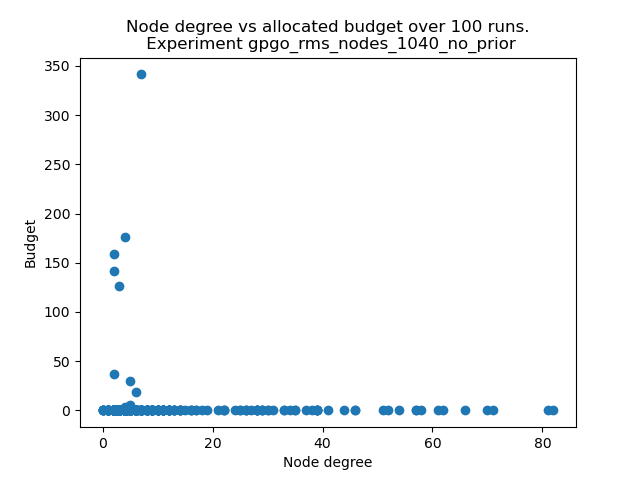 Node degree vs allocated budget over 100 runs.
Experiment gpgo_rms_nodes_1040_no_prior
350
300
250
200
150
100
50
0
Budget
0 20 40 60 80
Node degree